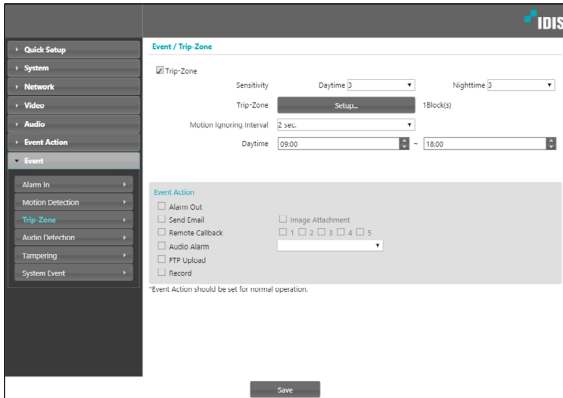 IDIS
Quick Setup
System
Network
Video
Audio
Event Action
Event
Alarm In
Motion Detection
Trip-Zone
Audio Detection
Tampering
System Event
Event / Trip-Zone
Trip-Zone
Sensitivity Daytime 3 Nighttime 3
Trip-Zone Setup... 1Block(s)
Motion Ignoring Interval 2 sec.
Daytime 09:00 ~ 18:00
Event Action
Alarm Out
Send Email Image Attachment
Remote Callback 1 2 3 4 5
Audio Alarm
FTP Upload
Record
*Event Action should be set for normal operation.
Save